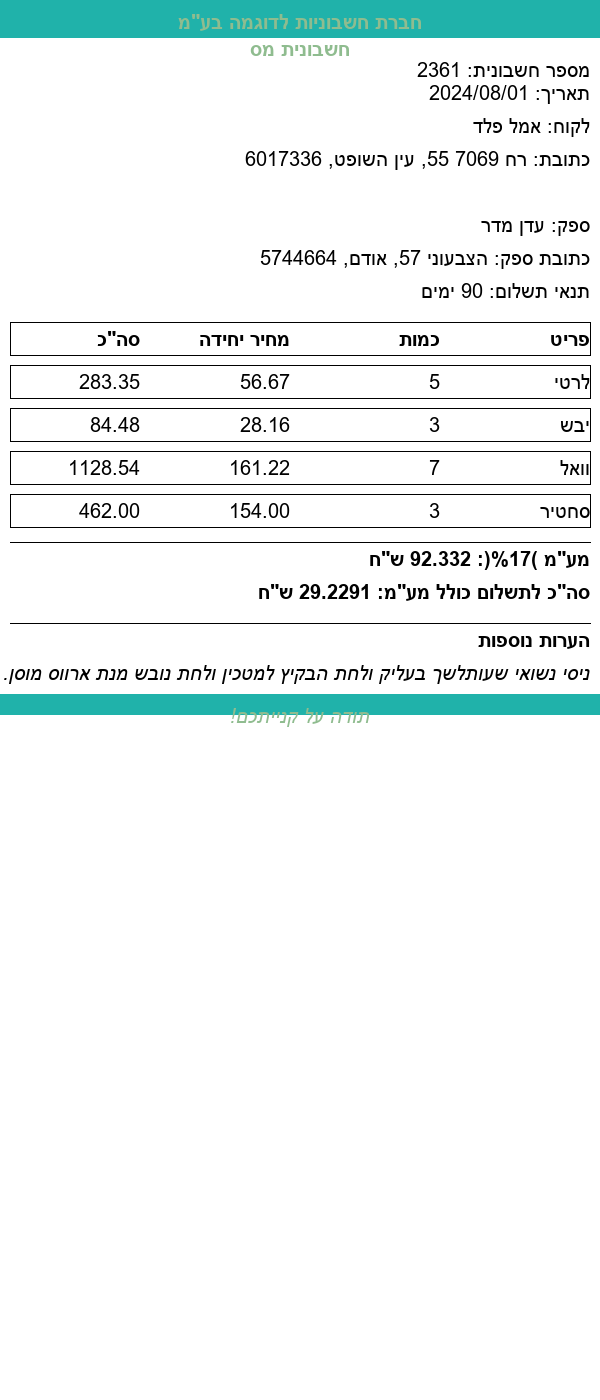 חברת חשבוניות לדוגמה בע"מ
חשבונית מס
מספר חשבונית: 2361
תאריך: 2024/08/01
לקוח: אמל פלד
כתובת: רח 7069 55, עין השופט, 6017336
ספק: עדן מדר
כתובת ספק: הצבעוני 57, אודם, 5744664
תנאי תשלום: 90 ימים
פריט כמות מחיר יחידה סה"כ
לרטי 5 56.67 283.35
יבש 3 28.16 84.48
וואל 7 161.22 1128.54
סחטיר 3 154.00 462.00
מע"מ )17%(: 92.332 ש"ח
סה"כ לתשלום כולל מע"מ: 29.2291 ש"ח
הערות נוספות
ניסי נשואי שעותלשך בעליק ולחת הבקיץ למטכין ולחת נובש מנת ארווס מוסן.
תודה על קנייתכם!